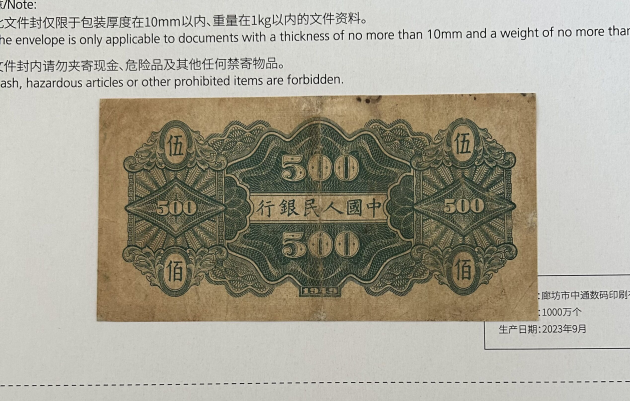 /Note:
文件封仅限于包装厚度在10mm以内、重量在1kg以内的文件资料。
he envelope is only applicable to documents with a thickness of no more than 10mm and a weight of no more than
文件封内请勿夹寄现金、危险品及其他任何禁寄物品。
ash, hazardous articles or other prohibited items are forbidden.
伍 伍
500
500 行銀民人國中 500
500
佰 佰
1949
:廊坊市中通数码印刷
:1000万个
生产日期:2023年9月